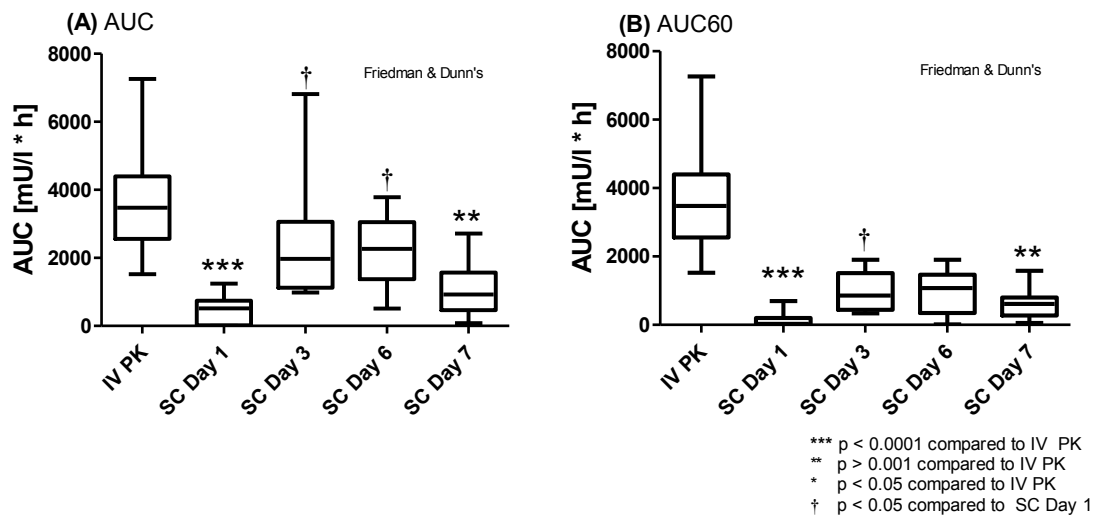 (A) AUC
Friedman & Dunn's
AUC [mU/l * h]
8000
6000
4000
2000
0
***
†
†
**
IV PK
SC Day 1
SC Day 3
SC Day 6
SC Day 7
(B) AUC60
Friedman & Dunn's
AUC [mU/l * h]
8000
6000
4000
2000
0
***
†
**
IV PK
SC Day 1
SC Day 3
SC Day 6
SC Day 7
*** p < 0.0001 compared to IV PK
** p > 0.001 compared to IV PK
* p < 0.05 compared to IV PK
† p < 0.05 compared to SC Day 1